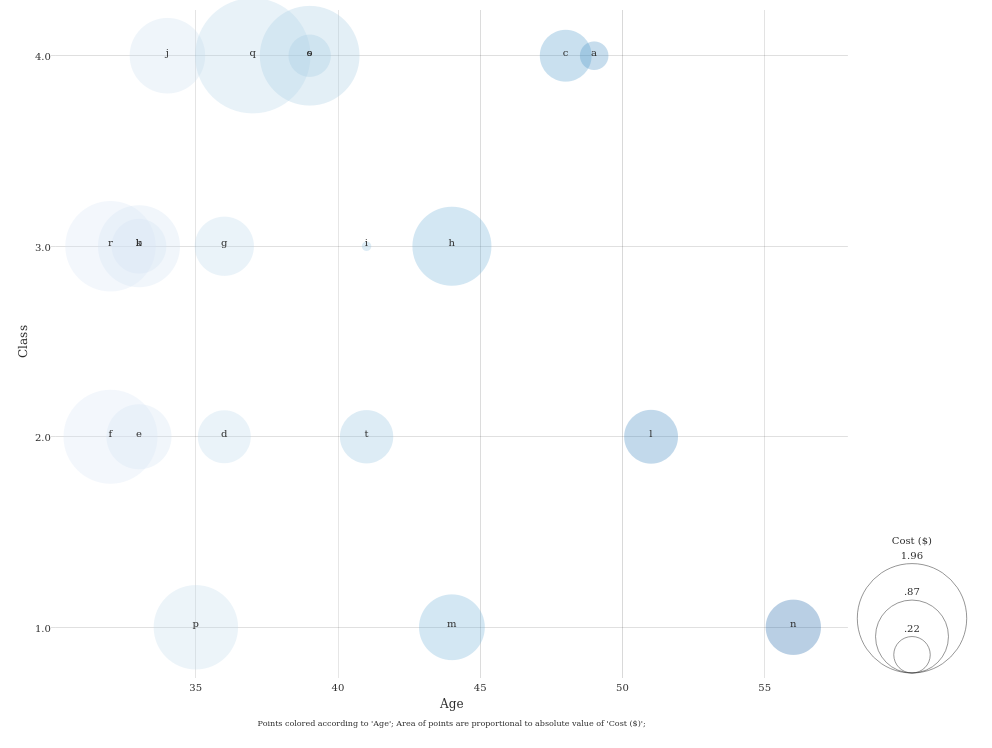 4.0
j
q
c
a
3.0
r
g
i
h
Class
2.0
f
e
d
t
l
Cost ($)
1.96
.87
.22
1.0
p
m
n
35
40
45
50
55
Age
Points colored according to 'Age'; Area of points are proportional to absolute value of 'Cost ($)';